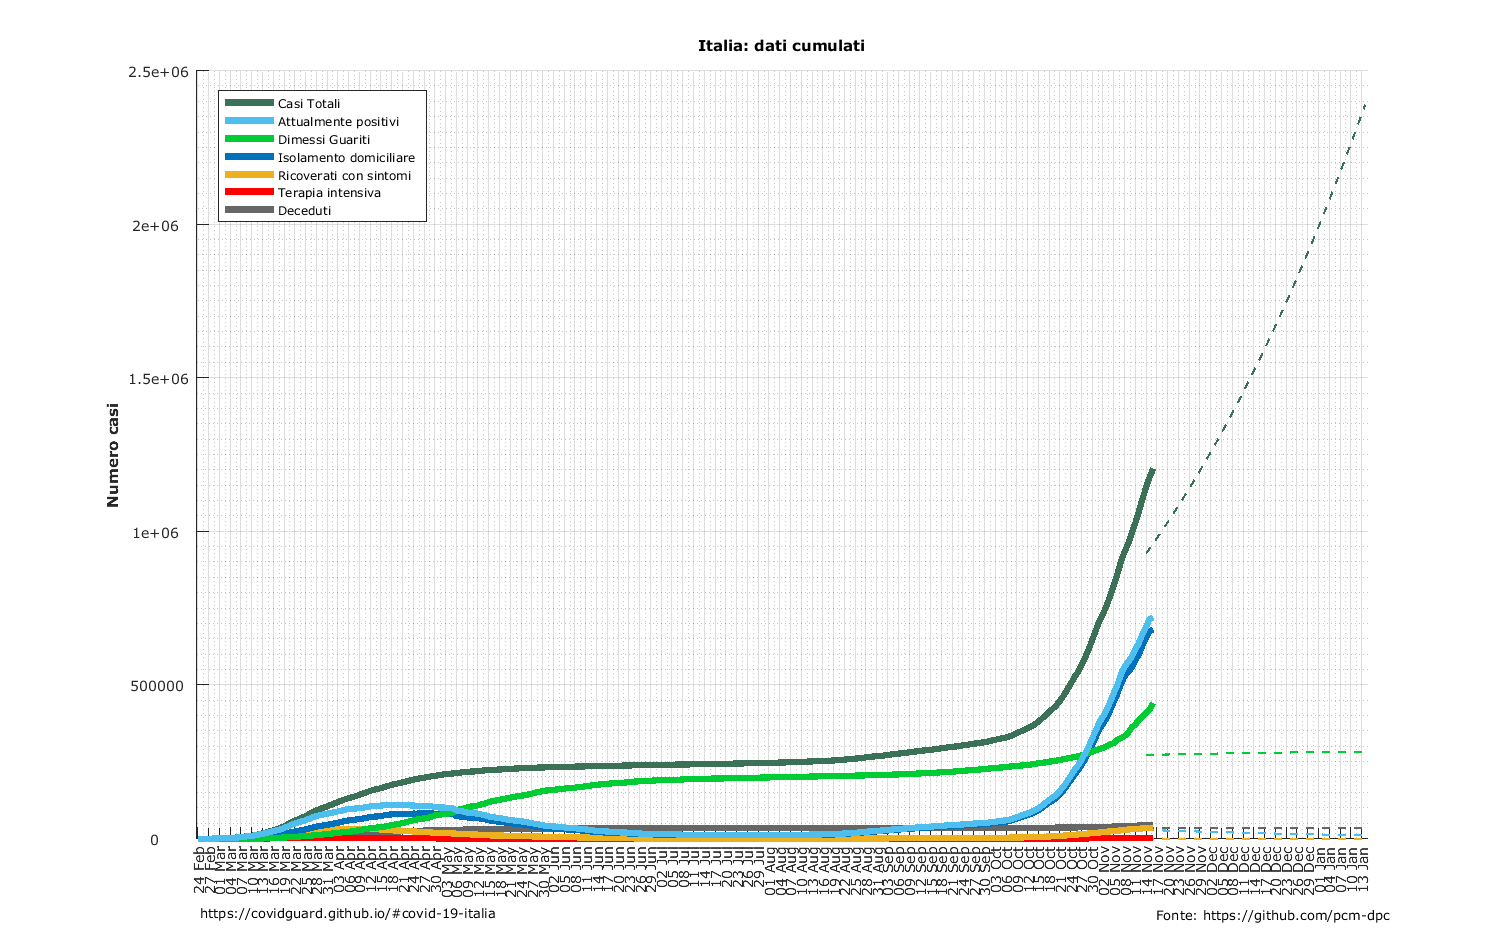 Italia: dati cumulati
2.5e+06
2e+06
1.5e+06
1e+06
500000
0
Numero casi
Casi Totali
Attualmente positivi
Dimessi Guariti
Isolamento domiciliare
Ricoverati con sintomi
Terapia intensiva
Deceduti
24 Feb
27 Feb
01 Mar
04 Mar
07 Mar
10 Mar
13 Mar
16 Mar
19 Mar
22 Mar
25 Mar
28 Mar
31 Mar
03 Apr
06 Apr
09 Apr
12 Apr
15 Apr
18 Apr
21 Apr
24 Apr
27 Apr
30 Apr
03 May
06 May
09 May
12 May
15 May
18 May
21 May
24 May
27 May
30 May
02 Jun
05 Jun
08 Jun
11 Jun
14 Jun
17 Jun
20 Jun
23 Jun
26 Jun
29 Jun
02 Jul
05 Jul
08 Jul
11 Jul
14 Jul
17 Jul
20 Jul
23 Jul
26 Jul
29 Jul
01 Aug
04 Aug
07 Aug
10 Aug
13 Aug
16 Aug
19 Aug
22 Aug
25 Aug
28 Aug
31 Aug
03 Sep
06 Sep
09 Sep
12 Sep
15 Sep
18 Sep
21 Sep
24 Sep
27 Sep
30 Sep
03 Oct
06 Oct
09 Oct
12 Oct
15 Oct
18 Oct
21 Oct
24 Oct
27 Oct
30 Oct
02 Nov
05 Nov
08 Nov
11 Nov
14 Nov
17 Nov
20 Nov
23 Nov
26 Nov
29 Nov
02 Dec
05 Dec
08 Dec
11 Dec
14 Dec
17 Dec
20 Dec
23 Dec
26 Dec
29 Dec
01 Jan
04 Jan
07 Jan
10 Jan
13 Jan
https://covidguard.github.io/#covid-19-italia
Fonte: https://github.com/pcm-dpc